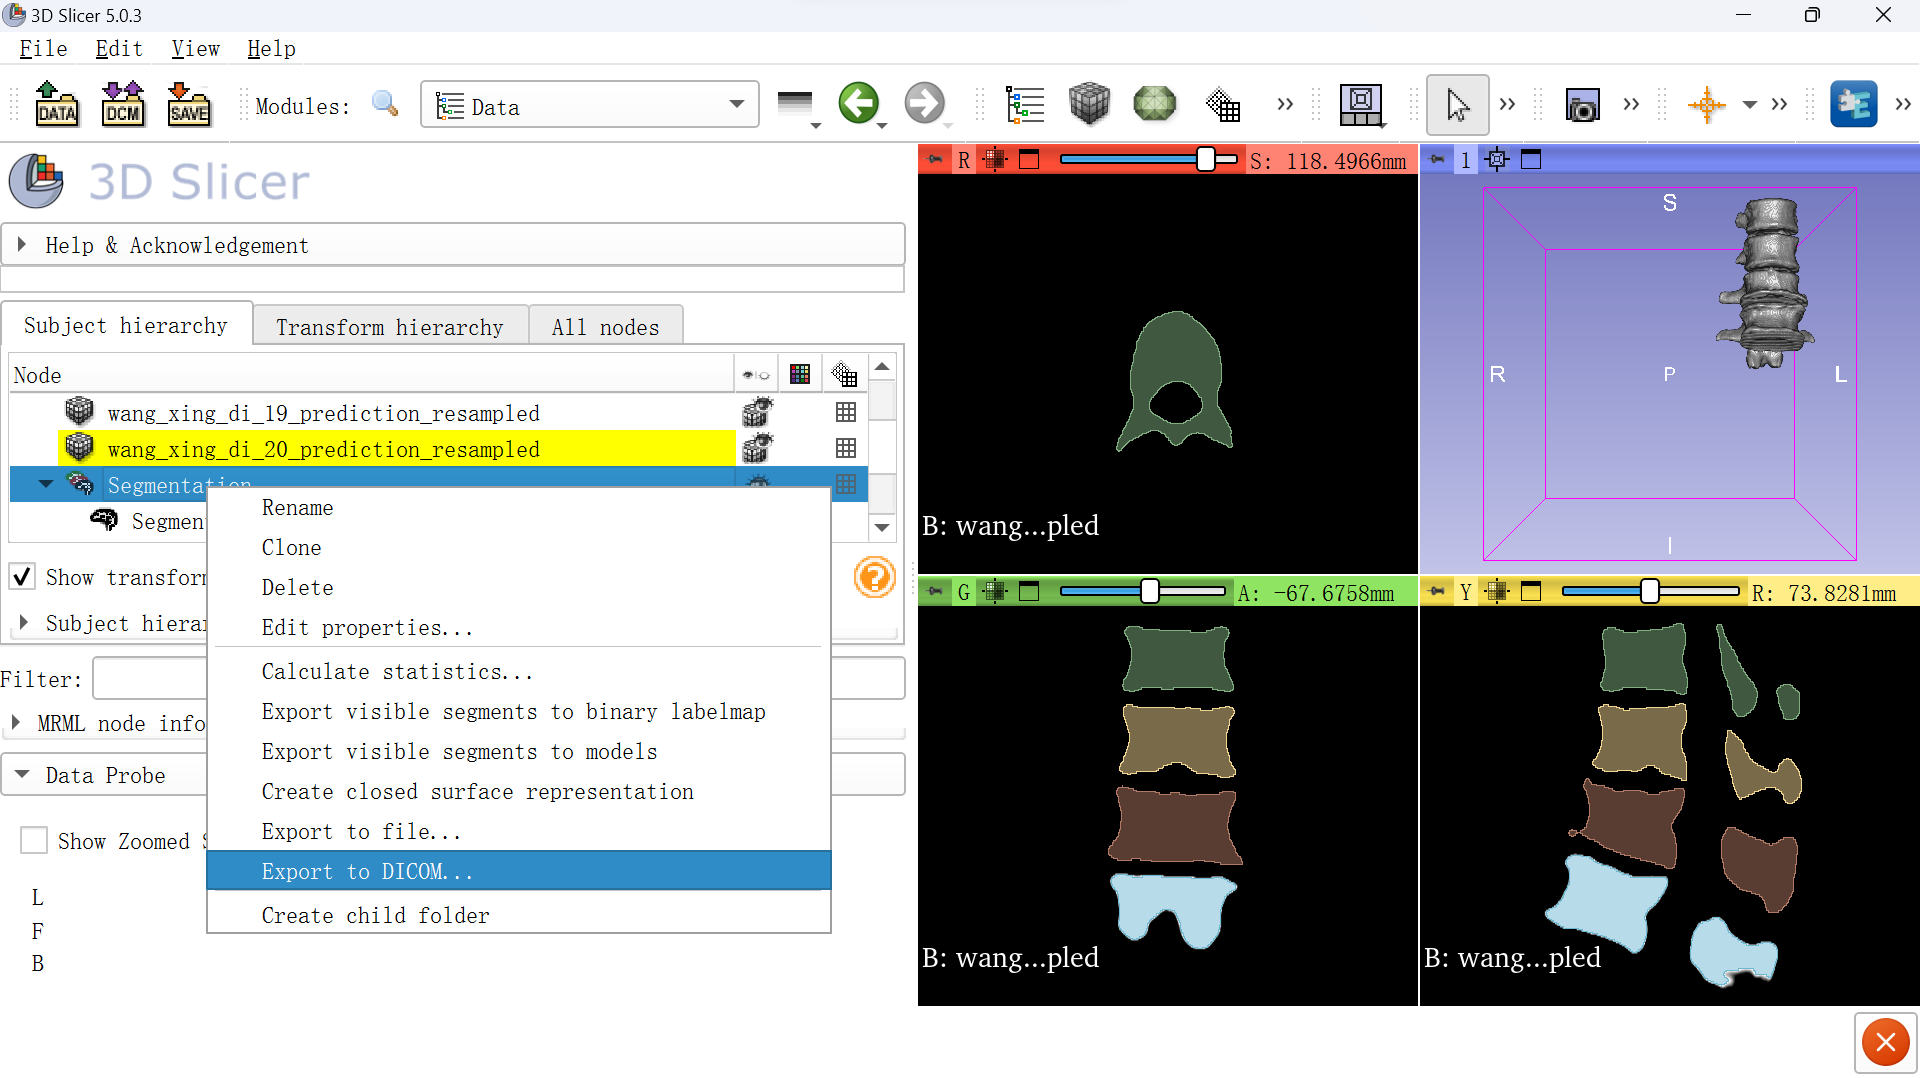 3D Slicer 5.0.3
File Edit View Help
DATA DCM SAVE Modules: Data
3D Slicer
Help & Acknowledgement
Subject hierarchy Transform hierarchy All nodes
Node
wang_xing_di_19_prediction_resampled
wang_xing_di_20_prediction_resampled
Segmentation
Segmen
Show transform
Subject hierar
Filter:
MRML node info
Data Probe
Show Zoomed S
L
F
B
Rename
Clone
Delete
Edit properties...
Calculate statistics...
Export visible segments to binary labelmap
Export visible segments to models
Create closed surface representation
Export to file...
Export to DICOM...
Create child folder
R S: 118.4966mm
B: wang...pled
1
S
R P L
I
G A: -67.6758mm
B: wang...pled
Y R: 73.8281mm
B: wang...pled